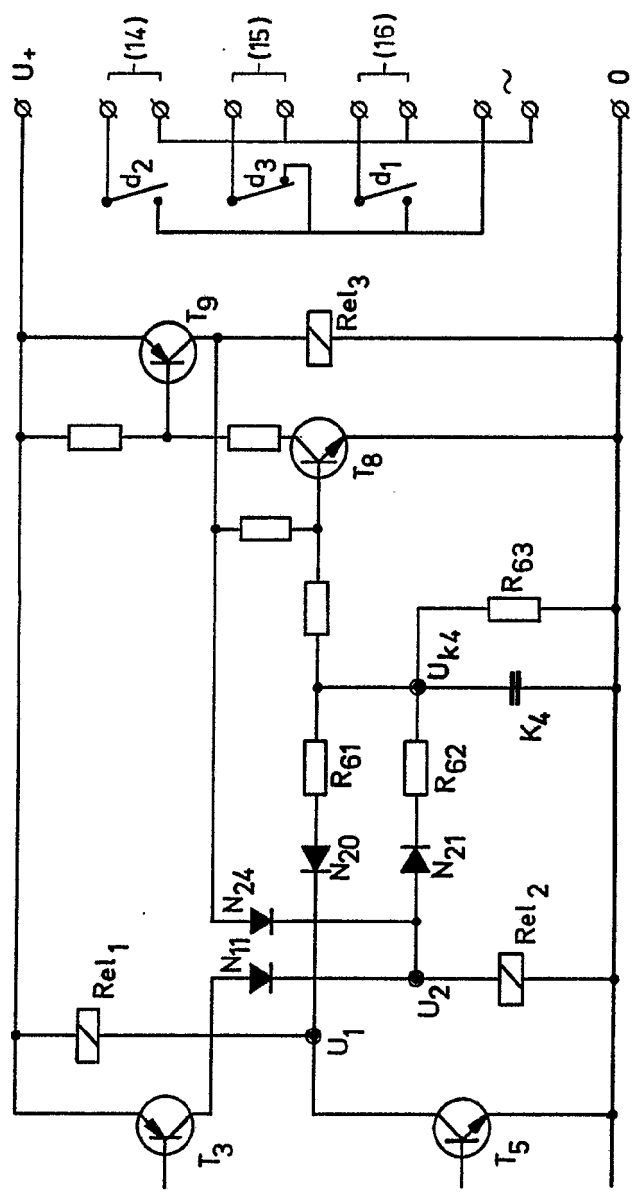 U+
(14)
(15)
(16)
~
0
d2
d3
d1
T9
Rel3
T8
R63
Uk4
K4
R61
R62
N20
N21
N24
N11
Rel2
Rel1
U1
U2
T3
T5